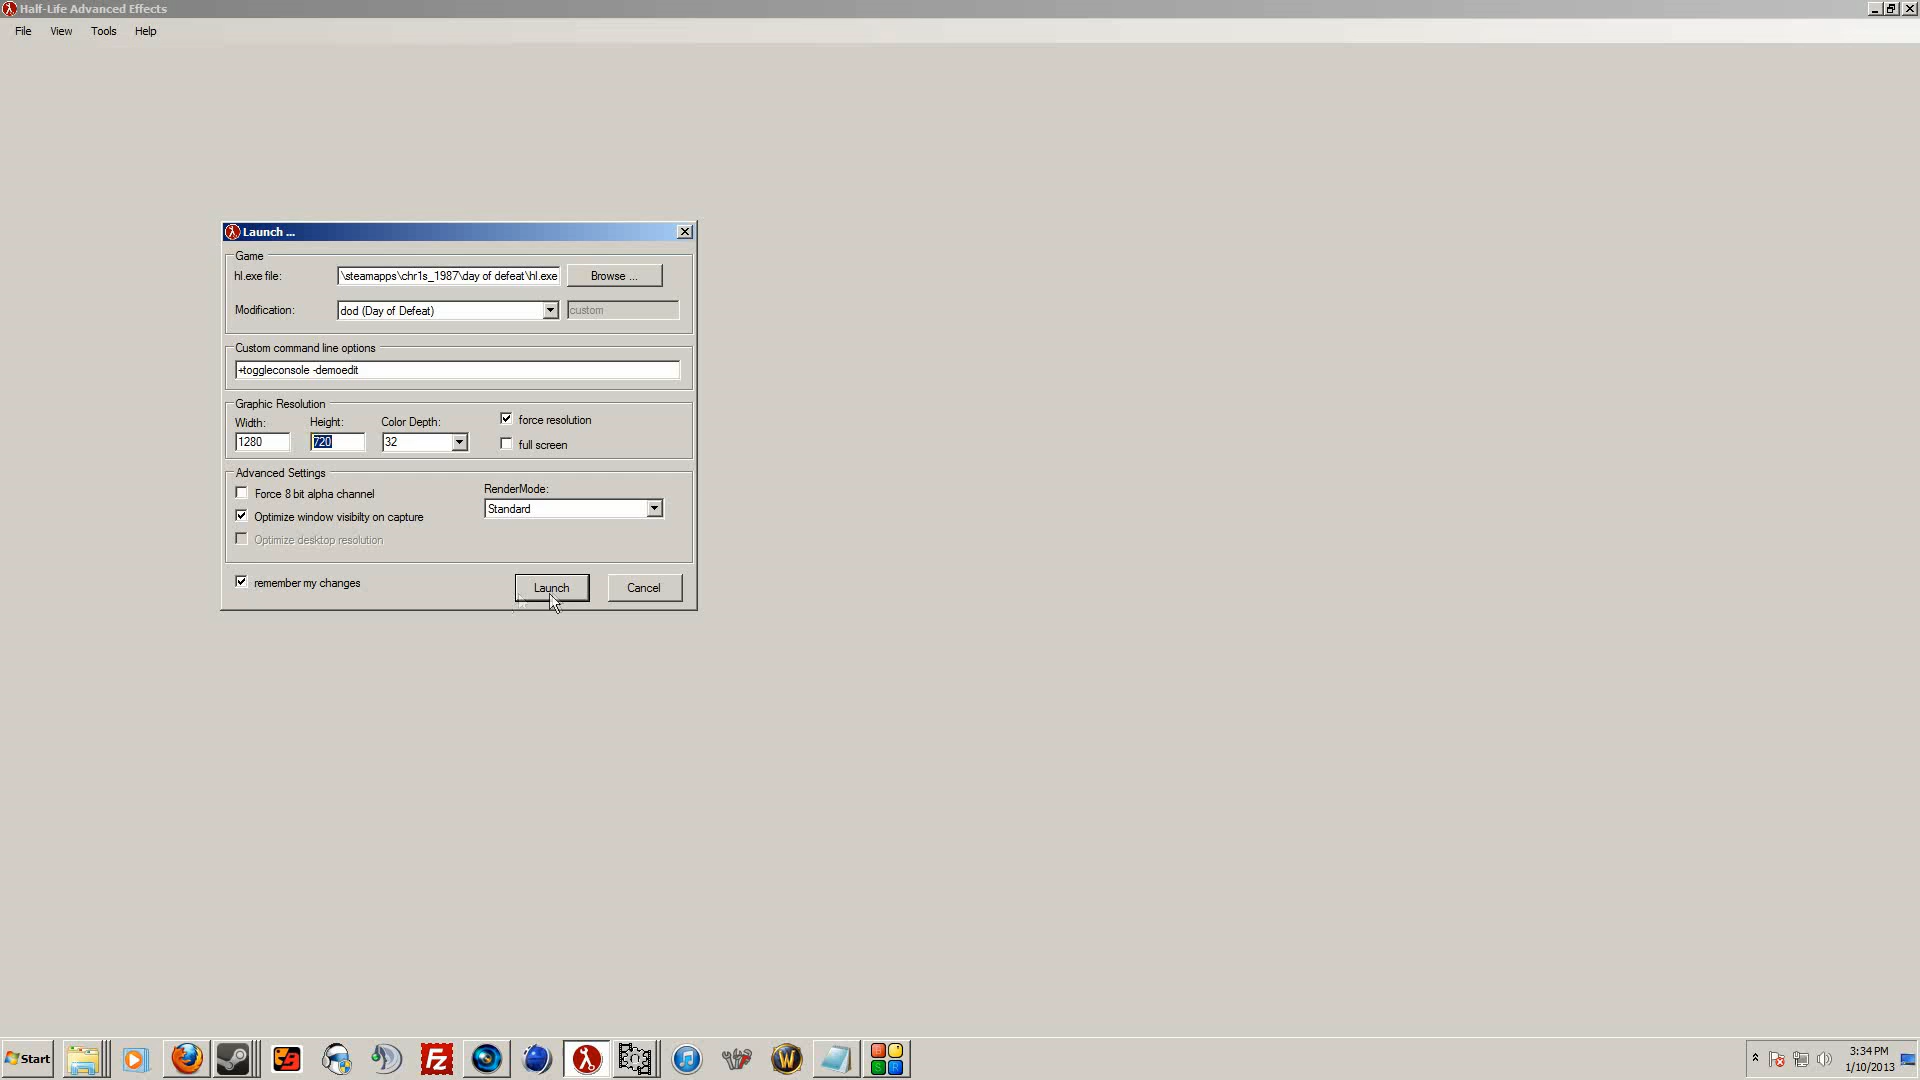 Half-Life Advanced Effects
File View Tools Help
Launch ...
Game
hl.exe file: \steamapps\chr1s_1987\day of defeat\hl.exe Browse ...
Modification: dod (Day of Defeat) custom
Custom command line options
+toggleconsole -demoedit
Graphic Resolution
Width: Height: Color Depth: force resolution
1280 720 32 full screen
Advanced Settings
Force 8 bit alpha channel RenderMode:
Optimize window visibilty on capture Standard
Optimize desktop resolution
remember my changes Launch Cancel
Start 3:34 PM
1/10/2013